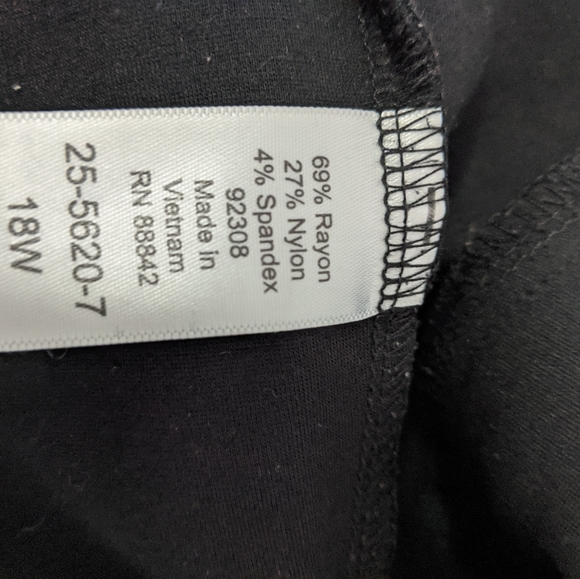 69% Rayon
27% Nylon
4% Spandex
92308
Made in
Vietnam
RN 88842
25-5620-7
18W